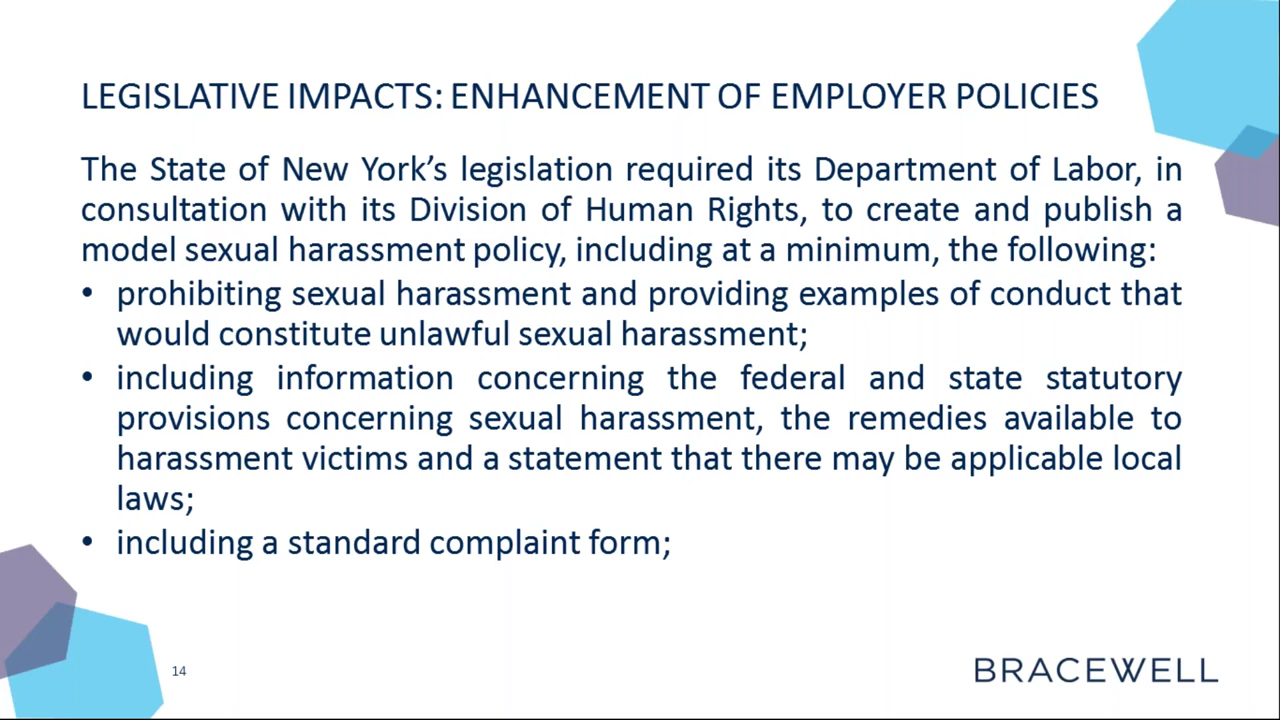 LEGISLATIVE IMPACTS: ENHANCEMENT OF EMPLOYER POLICIES
The State of New York’s legislation required its Department of Labor, in
consultation with its Division of Human Rights, to create and publish a
model sexual harassment policy, including at a minimum, the following:
• prohibiting sexual harassment and providing examples of conduct that
would constitute unlawful sexual harassment;
• including information concerning the federal and state statutory
provisions concerning sexual harassment, the remedies available to
harassment victims and a statement that there may be applicable local
laws;
• including a standard complaint form;
14
BRACEWELL